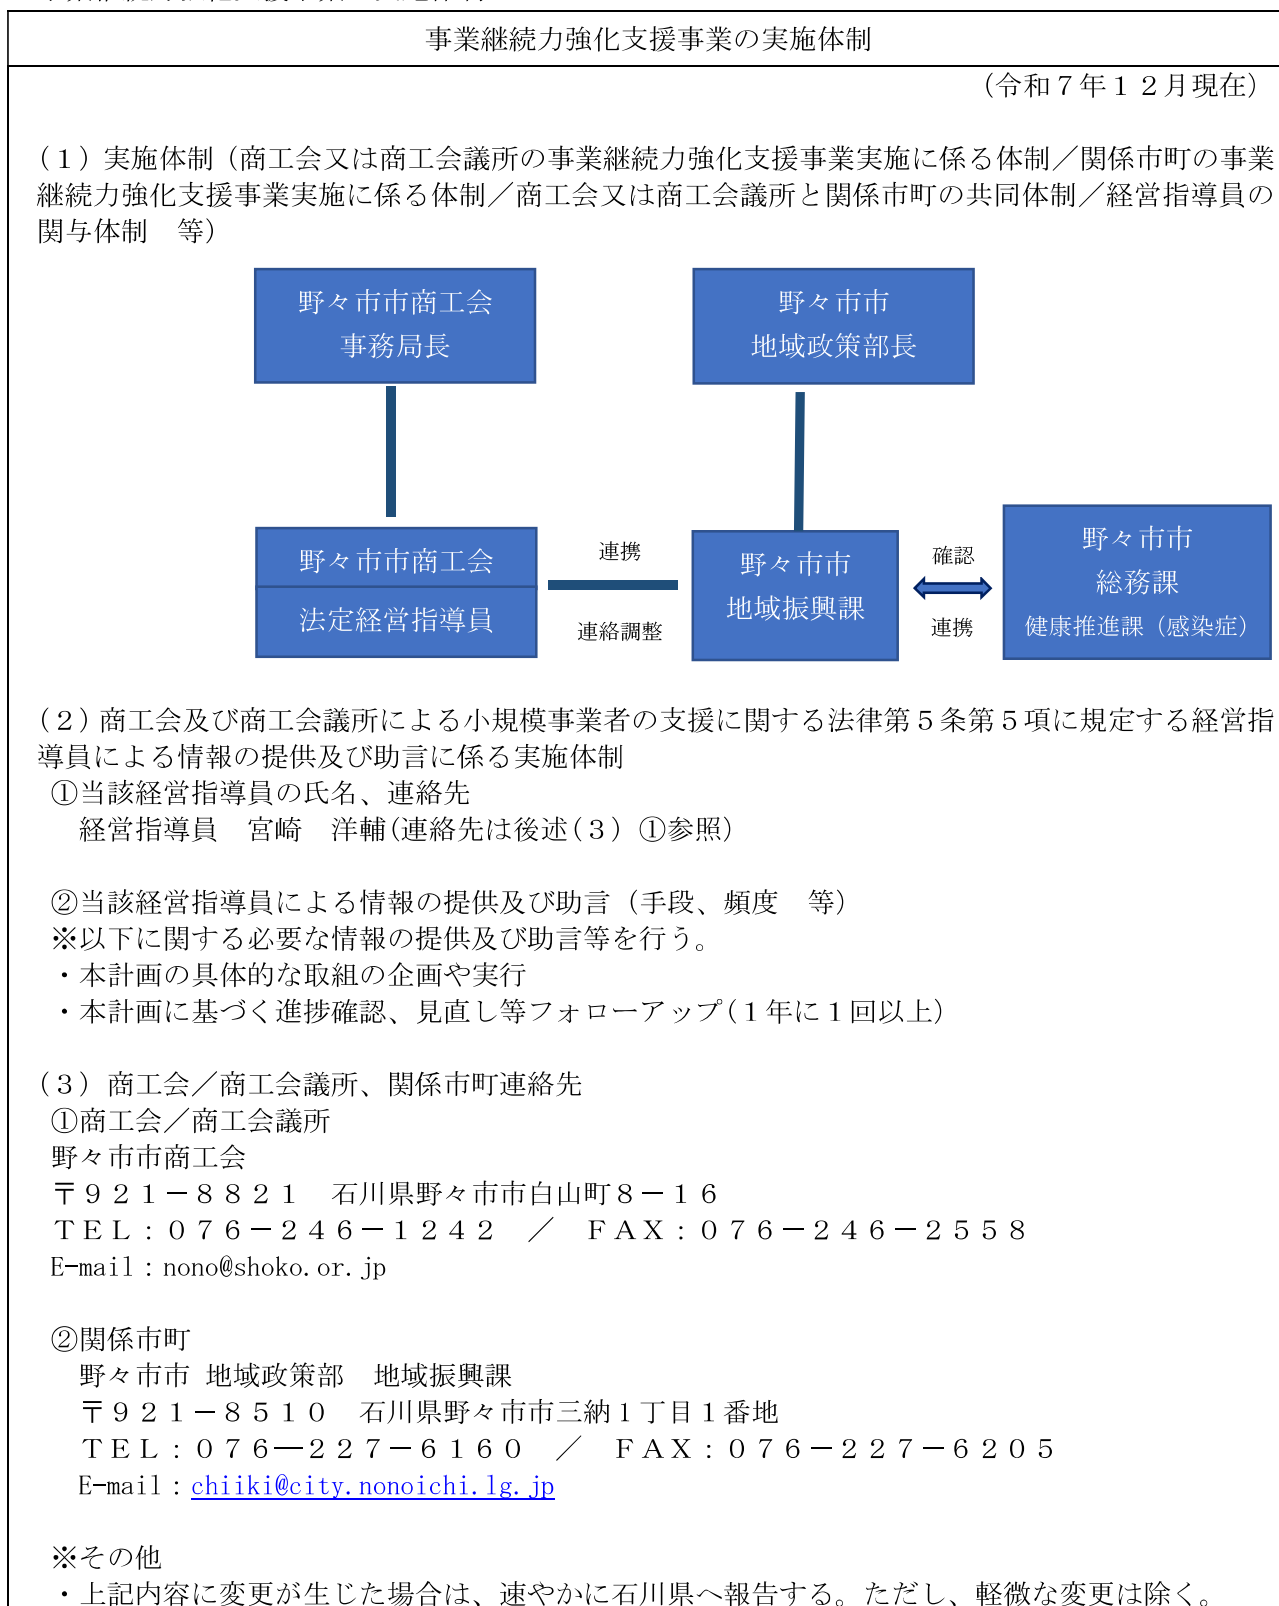 事業継続力強化支援事業の実施体制
（令和７年１２月現在）
（１）実施体制（商工会又は商工会議所の事業継続力強化支援事業実施に係る体制／関係市町の事業
継続力強化支援事業実施に係る体制／商工会又は商工会議所と関係市町の共同体制／経営指導員の
関与体制　等）
野々市市商工会
事務局長
野々市市
地域政策部長
野々市市商工会
法定経営指導員
連携
連絡調整
野々市市
地域振興課
確認
連携
野々市市
総務課
健康推進課（感染症）
（２）商工会及び商工会議所による小規模事業者の支援に関する法律第５条第５項に規定する経営指
導員による情報の提供及び助言に係る実施体制
①当該経営指導員の氏名、連絡先
経営指導員　宮崎　洋輔(連絡先は後述(３）①参照）
②当該経営指導員による情報の提供及び助言（手段、頻度　等）
※以下に関する必要な情報の提供及び助言等を行う。
・本計画の具体的な取組の企画や実行
・本計画に基づく進捗確認、見直し等フォローアップ(１年に１回以上）
（３）商工会／商工会議所、関係市町連絡先
①商工会／商工会議所
野々市市商工会
〒９２１－８８２１　石川県野々市市白山町８－１６
ＴＥＬ：０７６－２４６－１２４２　／　ＦＡＸ：０７６－２４６－２５５８
E-mail：nono@shoko.or.jp
②関係市町
野々市市 地域政策部　地域振興課
〒９２１－８５１０　石川県野々市市三納１丁目１番地
ＴＥＬ：０７６―２２７－６１６０　／　ＦＡＸ：０７６－２２７－６２０５
E-mail：chiiki@city.nonoichi.lg.jp
※その他
・上記内容に変更が生じた場合は、速やかに石川県へ報告する。ただし、軽微な変更は除く。